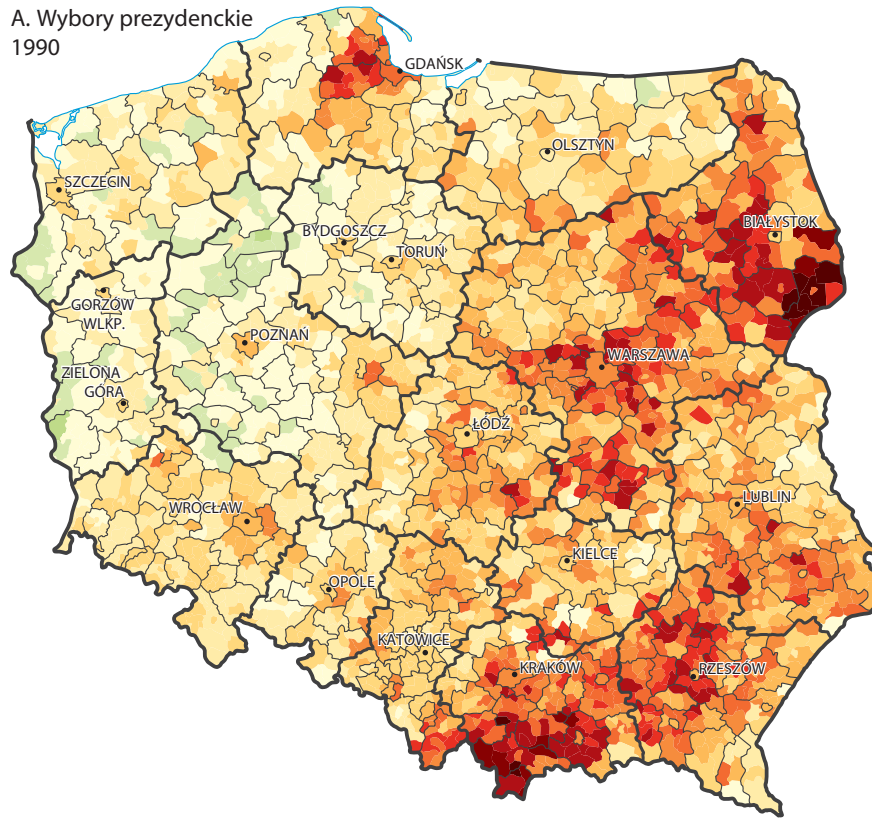 A. Wybory prezydenckie
1990
GDAŃSK
OLSZTYN
SZCZECIN
BIAŁYSTOK
BYDGOSZCZ
TORUŃ
GORZÓW
WLKP.
POZNAŃ
WARSZAWA
ZIELONA
GÓRA
ŁÓDŹ
LUBLIN
WROCŁAW
KIELCE
OPOLE
KATOWICE
KRAKÓW
RZESZÓW